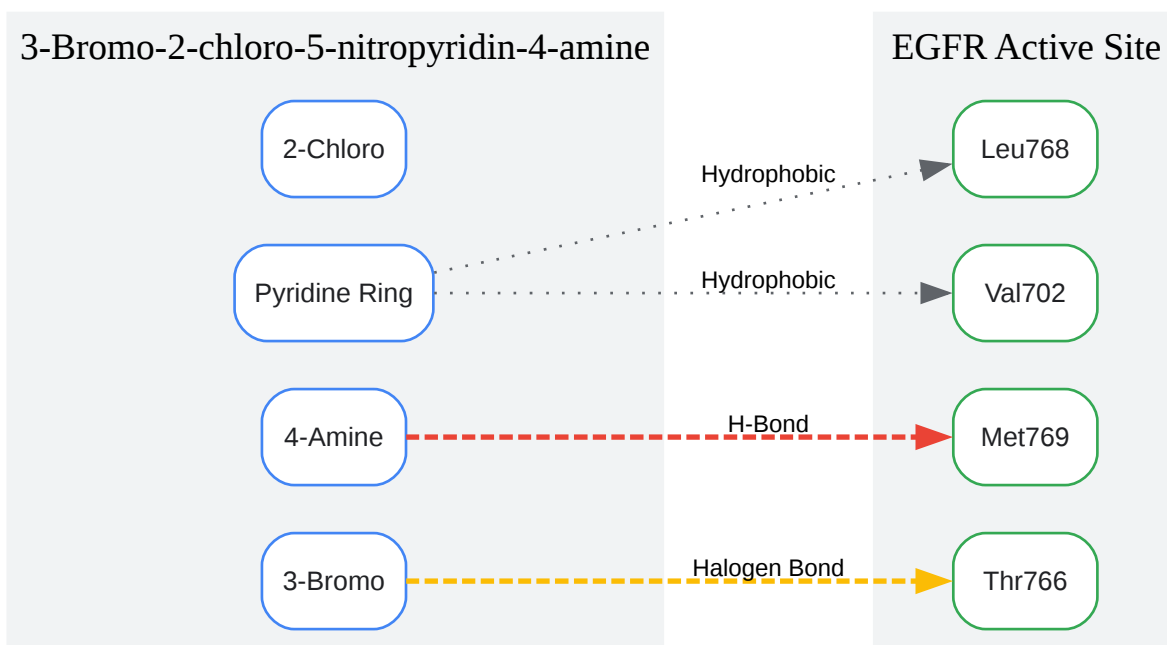 3-Bromo-2-chloro-5-nitropyridin-4-amine
EGFR Active Site
2-Chloro
Hydrophobic
Leu768
Pyridine Ring
Hydrophobic
Val702
4-Amine
H-Bond
Met769
3-Bromo
Halogen Bond
Thr766